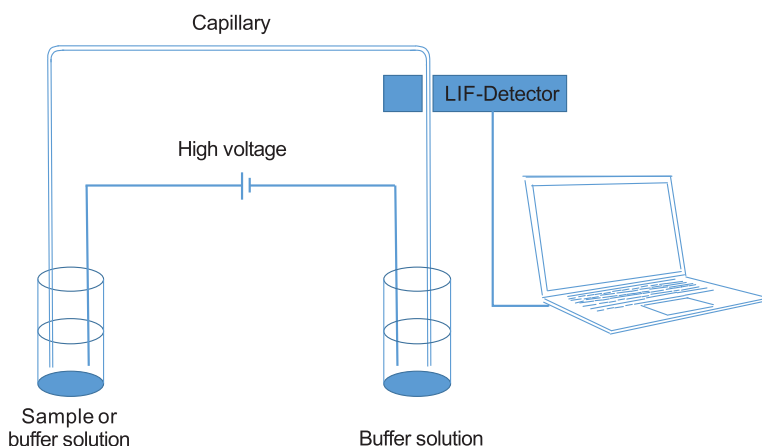 Capillary
LIF-Detector
High voltage
Sample or
buffer solution
Buffer solution